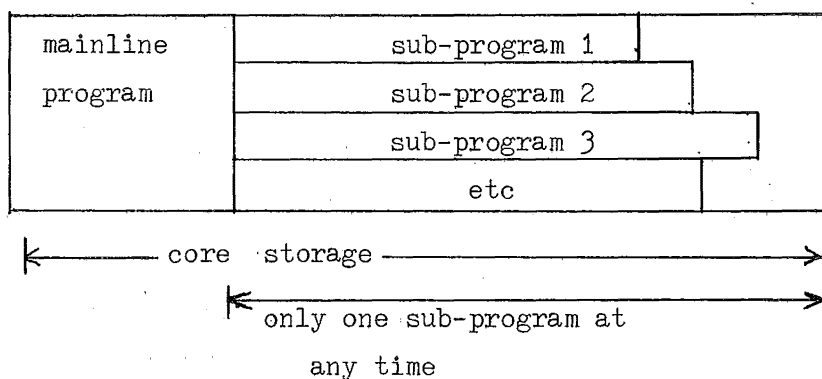 mainline
program
sub-program 1
sub-program 2
sub-program 3
etc
core storage
only one sub-program at
any time